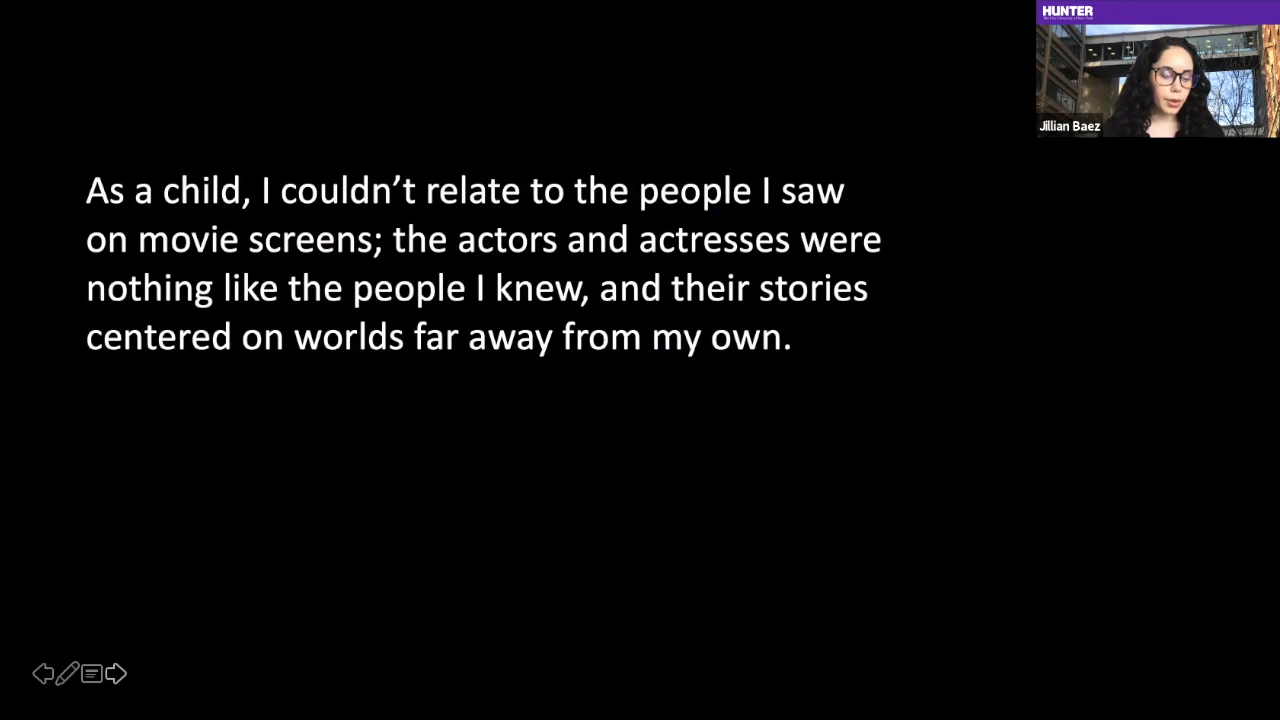 HUNTER
Jillian Baez
As a child, I couldn’t relate to the people I saw
on movie screens; the actors and actresses were
nothing like the people I knew, and their stories
centered on worlds far away from my own.